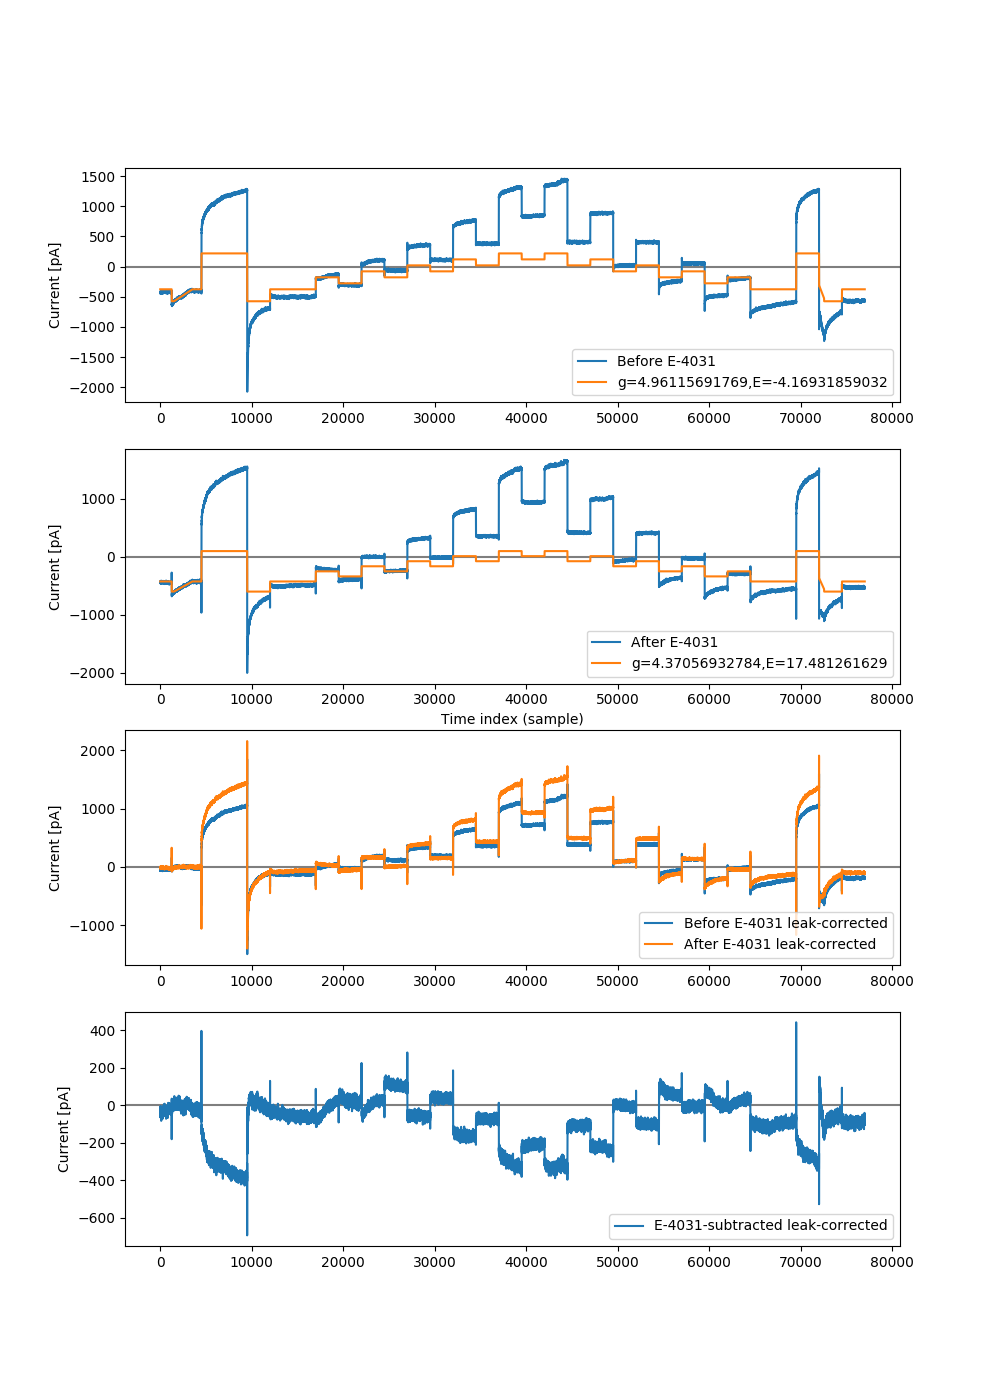 1500
1000
500
0
−500
−1000
−1500
−2000
Current [pA]
Before E-4031
g=4.96115691769,E=-4.16931859032
0 10000 20000 30000 40000 50000 60000 70000 80000
1000
0
−1000
−2000
Current [pA]
After E-4031
g=4.37056932784,E=17.481261629
0 10000 20000 30000 40000 50000 60000 70000 80000
Time index (sample)
2000
1000
0
−1000
Current [pA]
Before E-4031 leak-corrected
After E-4031 leak-corrected
0 10000 20000 30000 40000 50000 60000 70000 80000
400
200
0
−200
−400
−600
Current [pA]
E-4031-subtracted leak-corrected
0 10000 20000 30000 40000 50000 60000 70000 80000